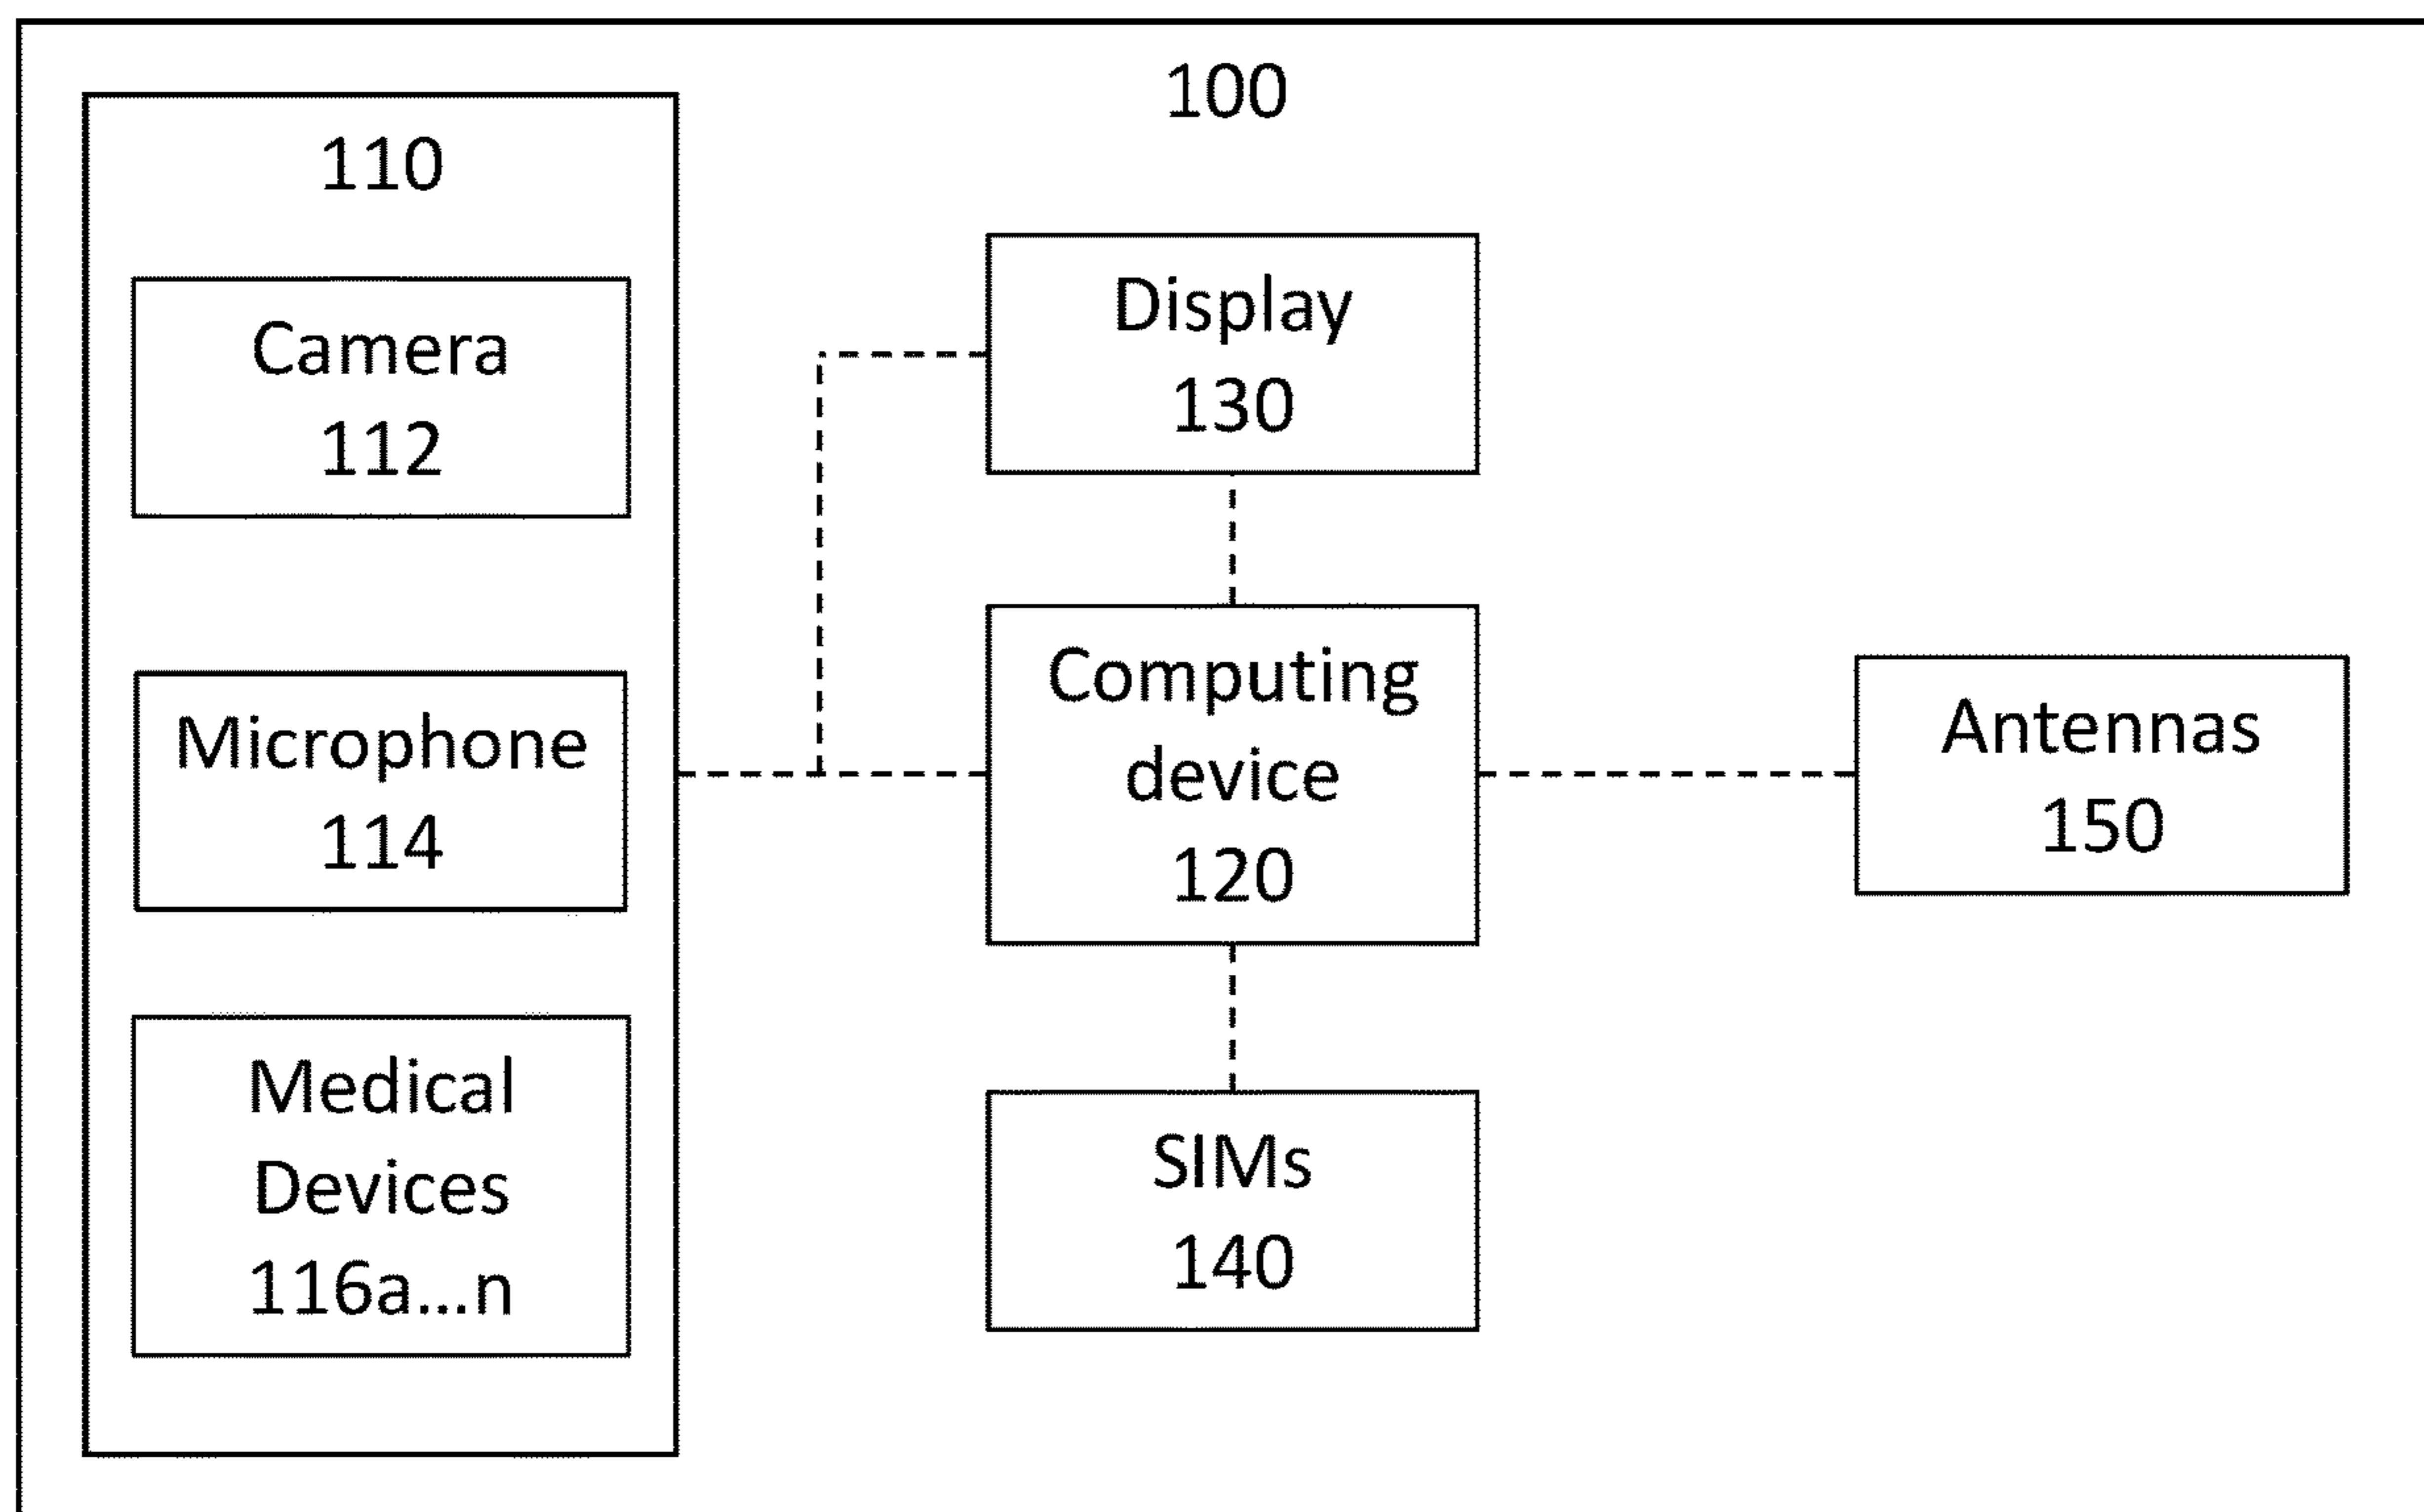 100
110
Camera
112
Microphone
114
Medical
Devices
116a...n
Display
130
Computing
device
120
SIMs
140
Antennas
150